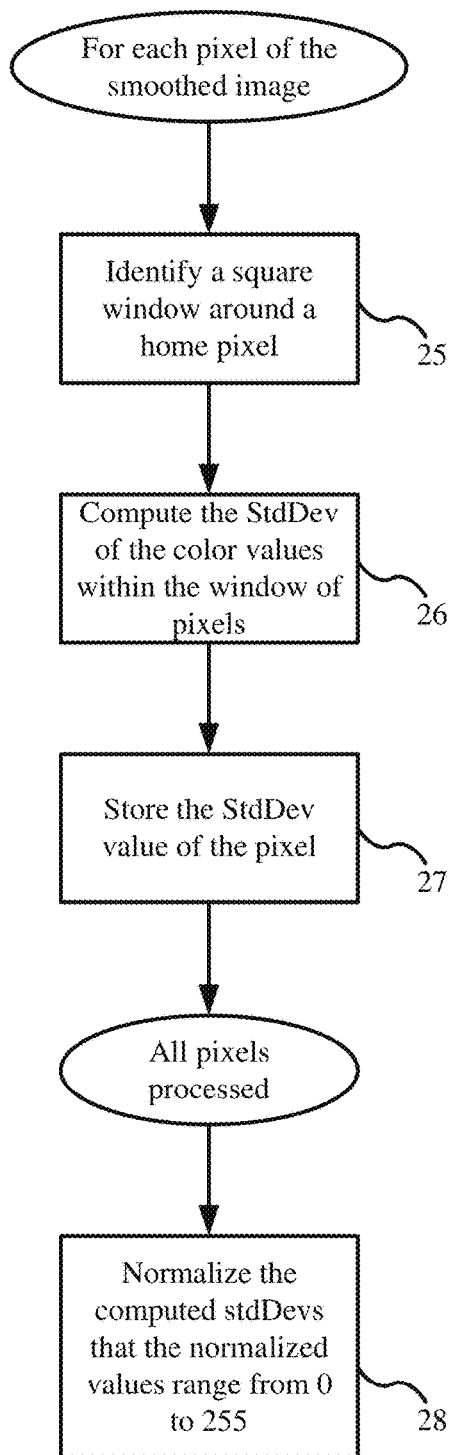 For each pixel of the
smoothed image
Identify a square
window around a
home pixel
25
Compute the StdDev
of the color values
within the window of
pixels
26
Store the StdDev
value of the pixel
27
All pixels
processed
Normalize the
computed stdDevs
that the normalized
values range from 0
to 255
28